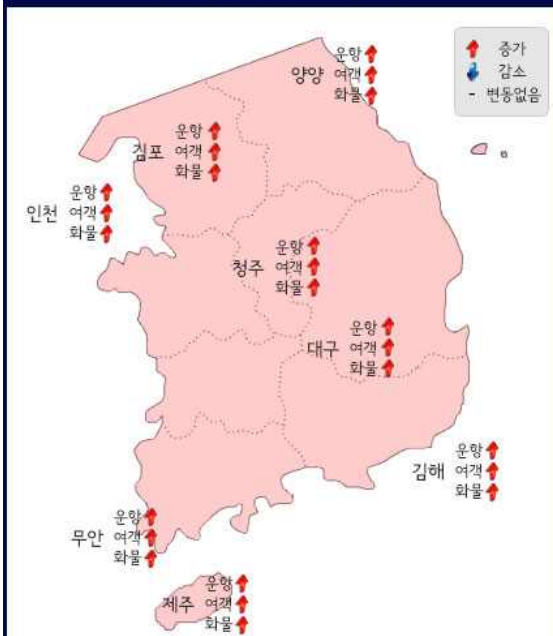 증가
감소
- 변동없음
운항
양양 여객
화물
운항
김포 여객
화물
운항
인천 여객
화물
운항
청주 여객
화물
운항
대구 여객
화물
운항
김해 여객
화물
운항
무안 여객
화물
운항
제주 여객
화물